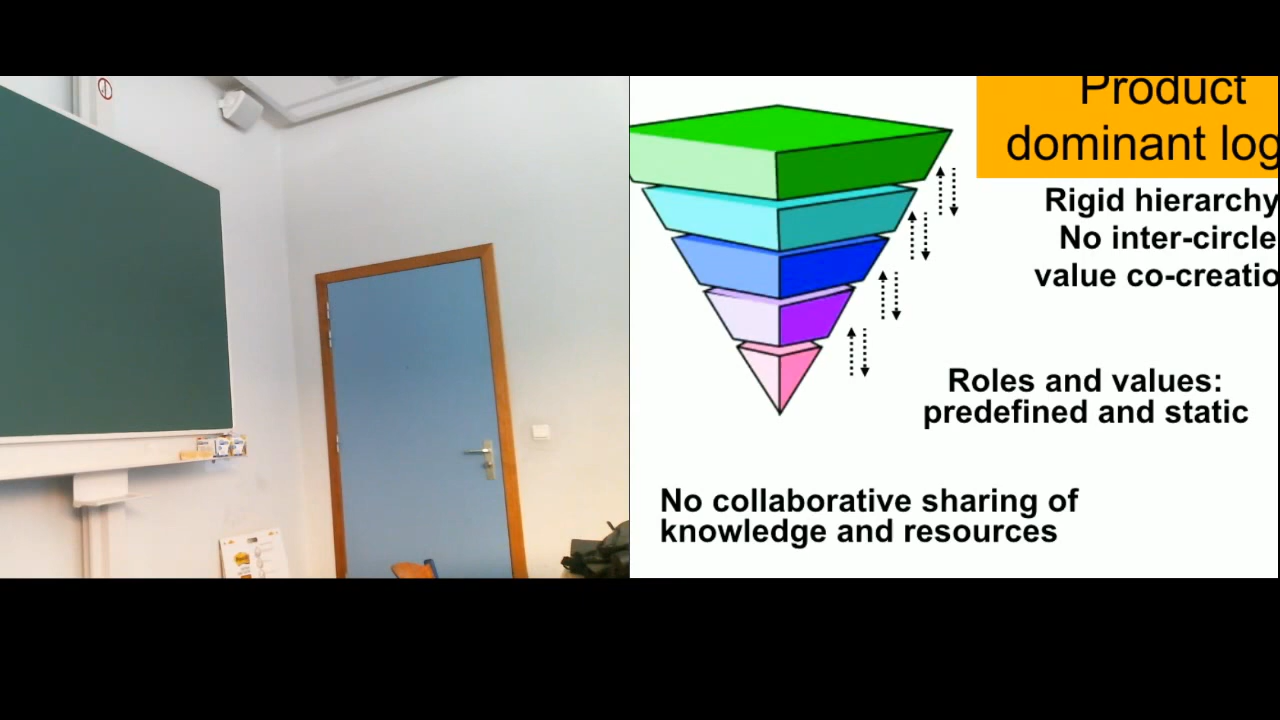 Product
dominant log
Rigid hierarchy
No inter-circle
value co-creatio
Roles and values:
predefined and static
No collaborative sharing of
knowledge and resources